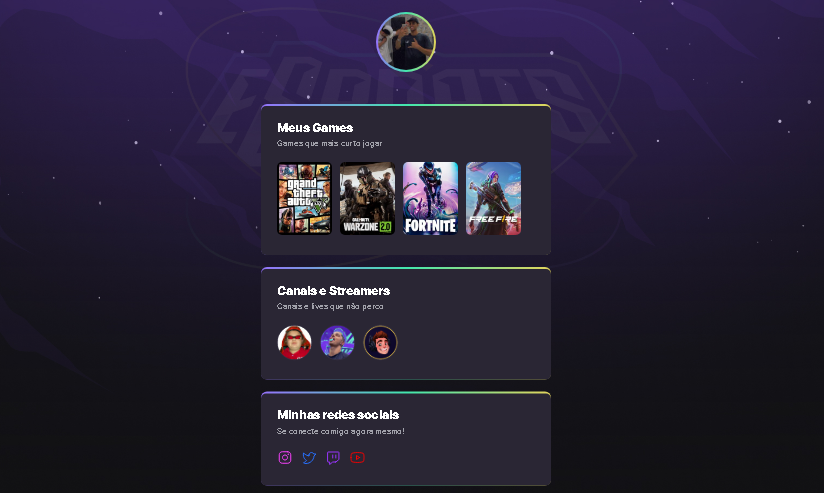 ESPORTS
Meus Games
Games que mais curto jogar
grand
theft
auto V
CALL OF DUTY
WARZONE 2.0
FORTNITE
FREE FIRE
Canais e Streamers
Canais e lives que não perco
Minhas redes sociais
Se conecte comigo agora mesmo!